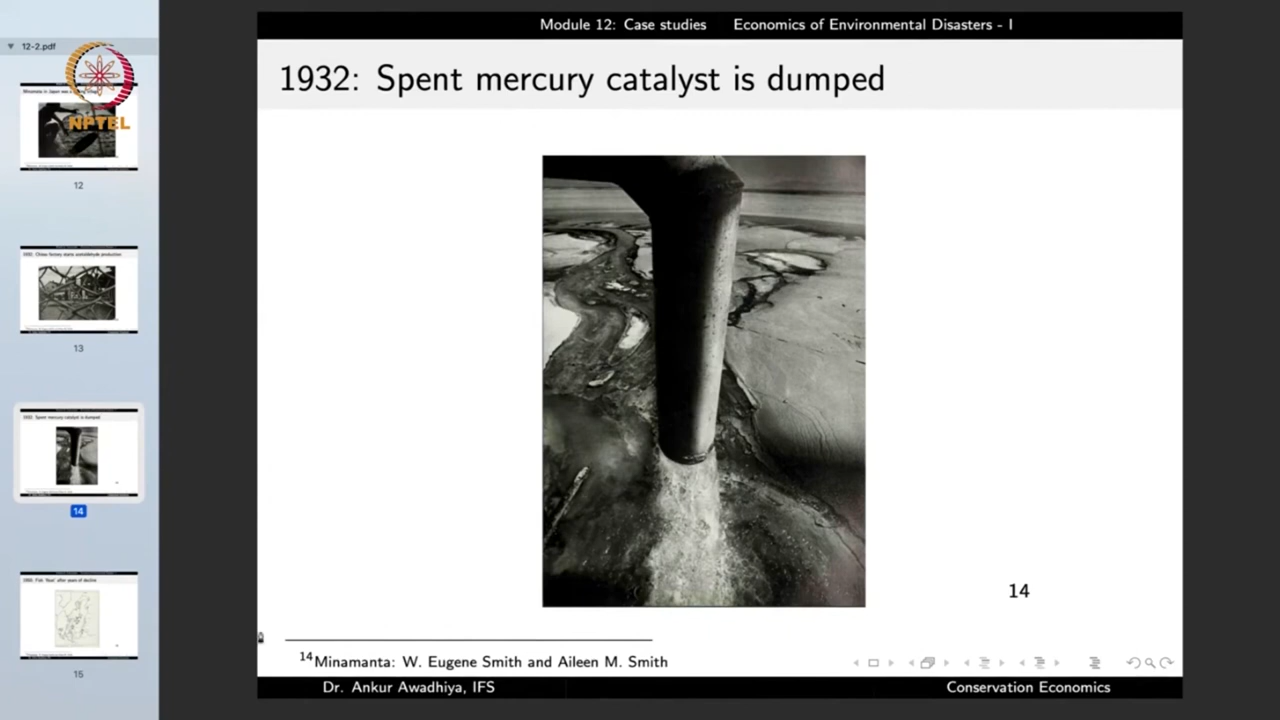 Module 12: Case studies Economics of Environmental Disasters - I
12-2.pdf
NPTEL
1932: Spent mercury catalyst is dumped
12
13
14
15
14
14Minamanta: W. Eugene Smith and Aileen M. Smith
Dr. Ankur Awadhiya, IFS Conservation Economics